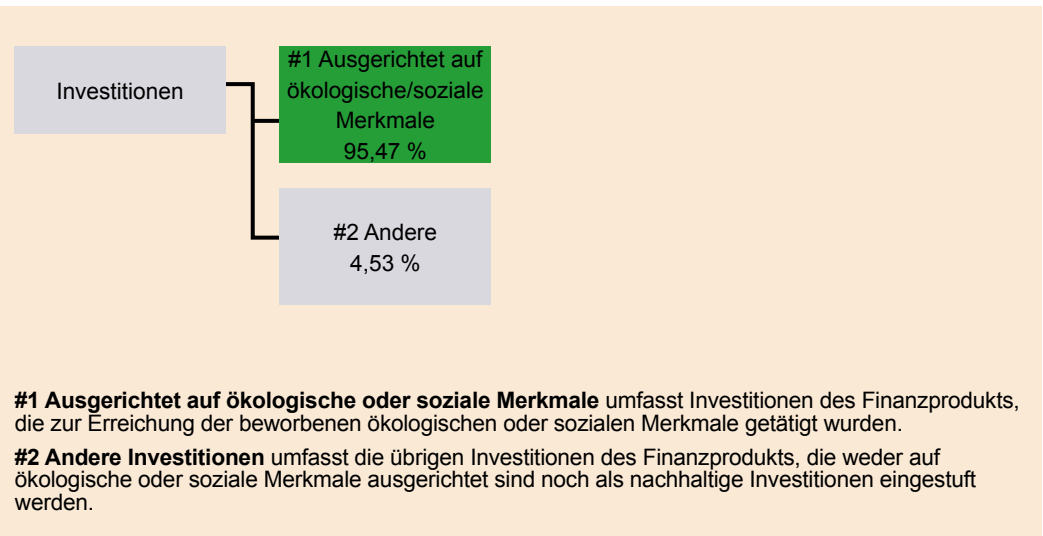 Investitionen
#1 Ausgerichtet auf
ökologische/soziale
Merkmale
95,47 %
#2 Andere
4,53 %
#1 Ausgerichtet auf ökologische oder soziale Merkmale umfasst Investitionen des Finanzprodukts,
die zur Erreichung der beworbenen ökologischen oder sozialen Merkmale getätigt wurden.
#2 Andere Investitionen umfasst die übrigen Investitionen des Finanzprodukts, die weder auf
ökologische oder soziale Merkmale ausgerichtet sind noch als nachhaltige Investitionen eingestuft
werden.